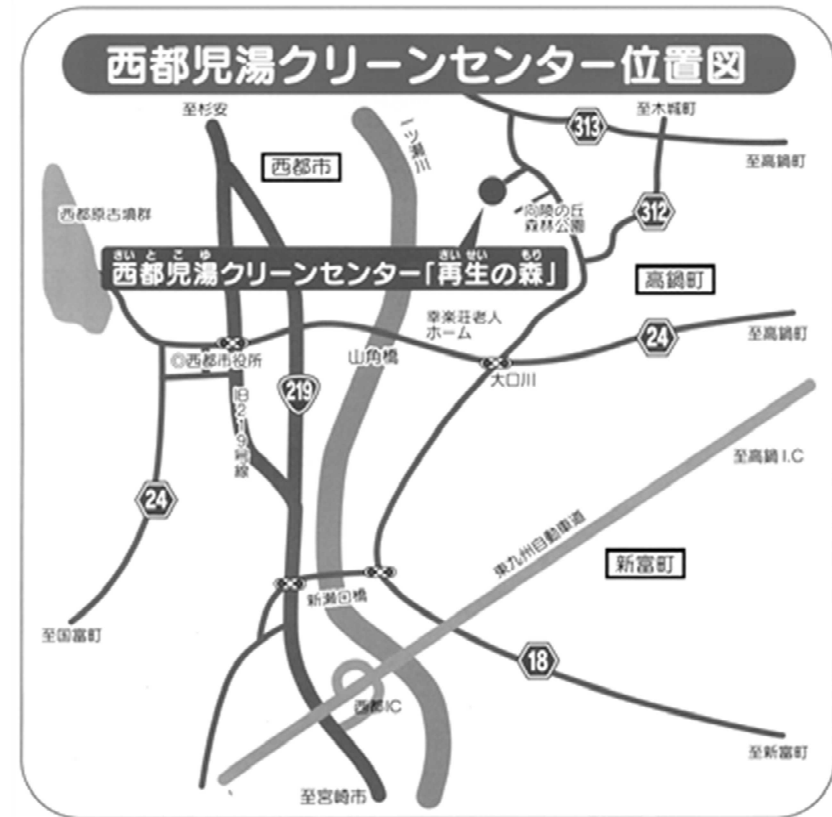 西都児湯クリーンセンター位置図
至杉安
西都市
一ツ瀬川
313
至木城町
至高鍋町
西都原古墳群
向陵の丘
森林公園
312
さいとこゆ
さいせい
もり
西都児湯クリーンセンター「再生の森」
高鍋町
幸楽荘老人
ホーム
24
至高鍋町
◎西都市役所
山角橋
大口川
219
旧219号線
至高鍋I.C
24
東九州自動車道
新富町
新瀬口橋
至国富町
18
西都IC
至新富町
至宮崎市